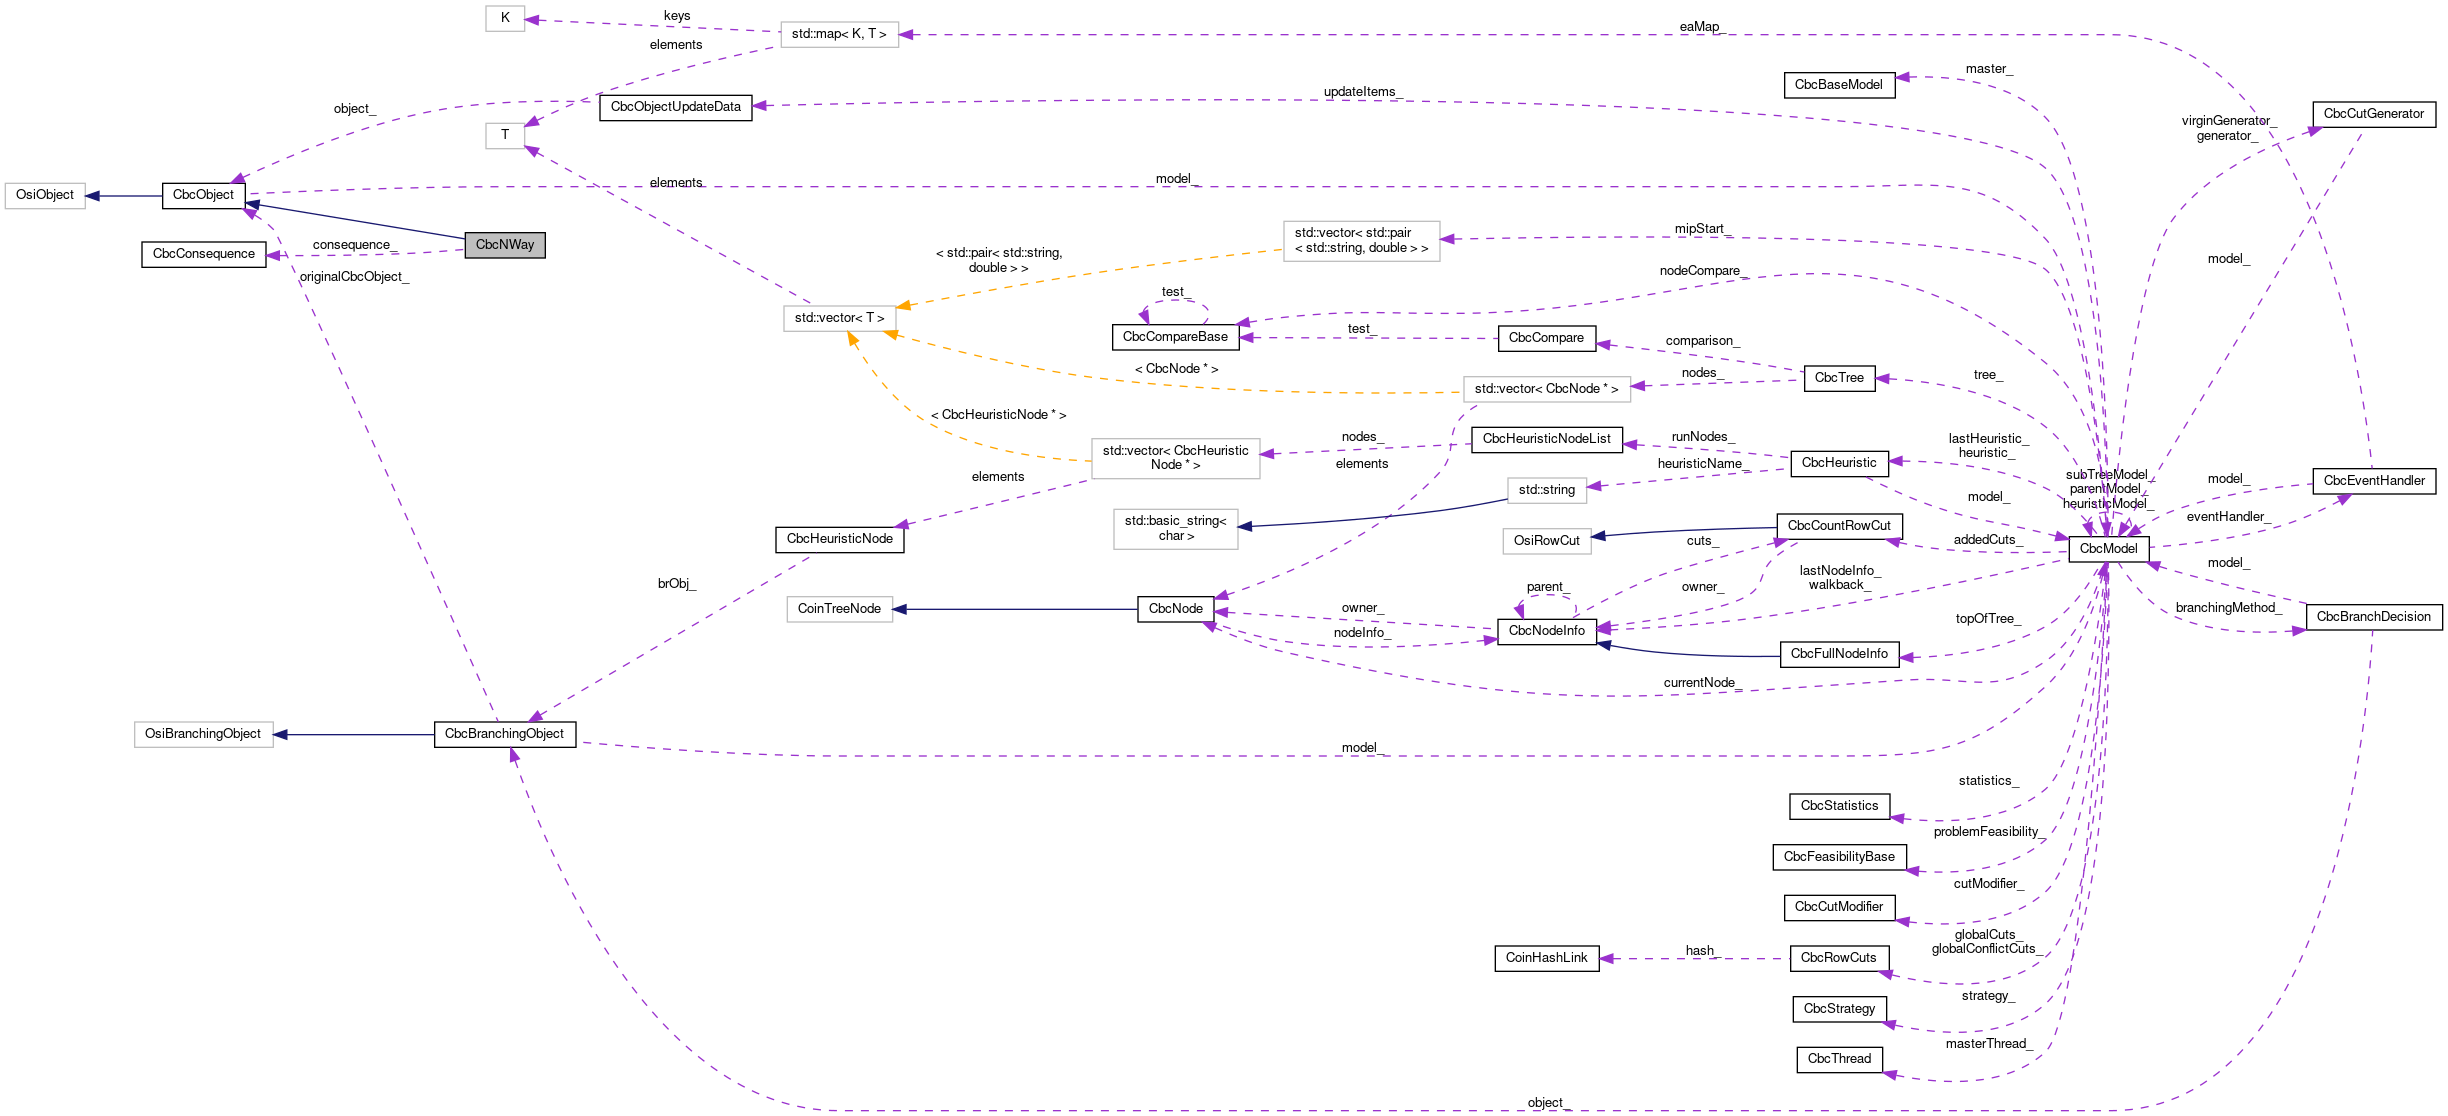 K
keys
std::map< K, T >
eaMap_
elements
master_
CbcBaseModel
updateItems_
CbcObjectUpdateData
object_
T
CbcCutGenerator
virginGenerator_
generator_
OsiObject
CbcObject
elements
model_
CbcNWay
consequence_
CbcConsequence
originalCbcObject_
std::vector< std::pair
< std::string, double > >
mipStart_
< std::pair< std::string,
double > >
model_
nodeCompare_
test_
std::vector< T >
CbcCompareBase
test_
CbcCompare
comparison_
< CbcNode * >
std::vector< CbcNode * >
nodes_
CbcTree
tree_
< CbcHeuristicNode * >
std::vector< CbcHeuristic
Node * >
nodes_
CbcHeuristicNodeList
runNodes_
CbcHeuristic
lastHeuristic_
heuristic_
elements
elements
heuristicName_
std::string
model_
subTreeModel_
parentModel_
heuristicModel_
model_
CbcEventHandler
eventHandler_
std::basic_string<
char >
CbcHeuristicNode
OsiRowCut
CbcCountRowCut
cuts_
addedCuts_
CbcModel
brObj_
CoinTreeNode
CbcNode
owner_
nodeInfo_
parent_
CbcNodeInfo
owner_
lastNodeInfo_
walkback_
model_
branchingMethod_
CbcBranchDecision
topOfTree_
CbcFullNodeInfo
currentNode_
OsiBranchingObject
CbcBranchingObject
model_
statistics_
CbcStatistics
problemFeasibility_
CbcFeasibilityBase
cutModifier_
CbcCutModifier
globalCuts_
globalConflictCuts_
CoinHashLink
hash_
CbcRowCuts
strategy_
CbcStrategy
masterThread_
CbcThread
object_